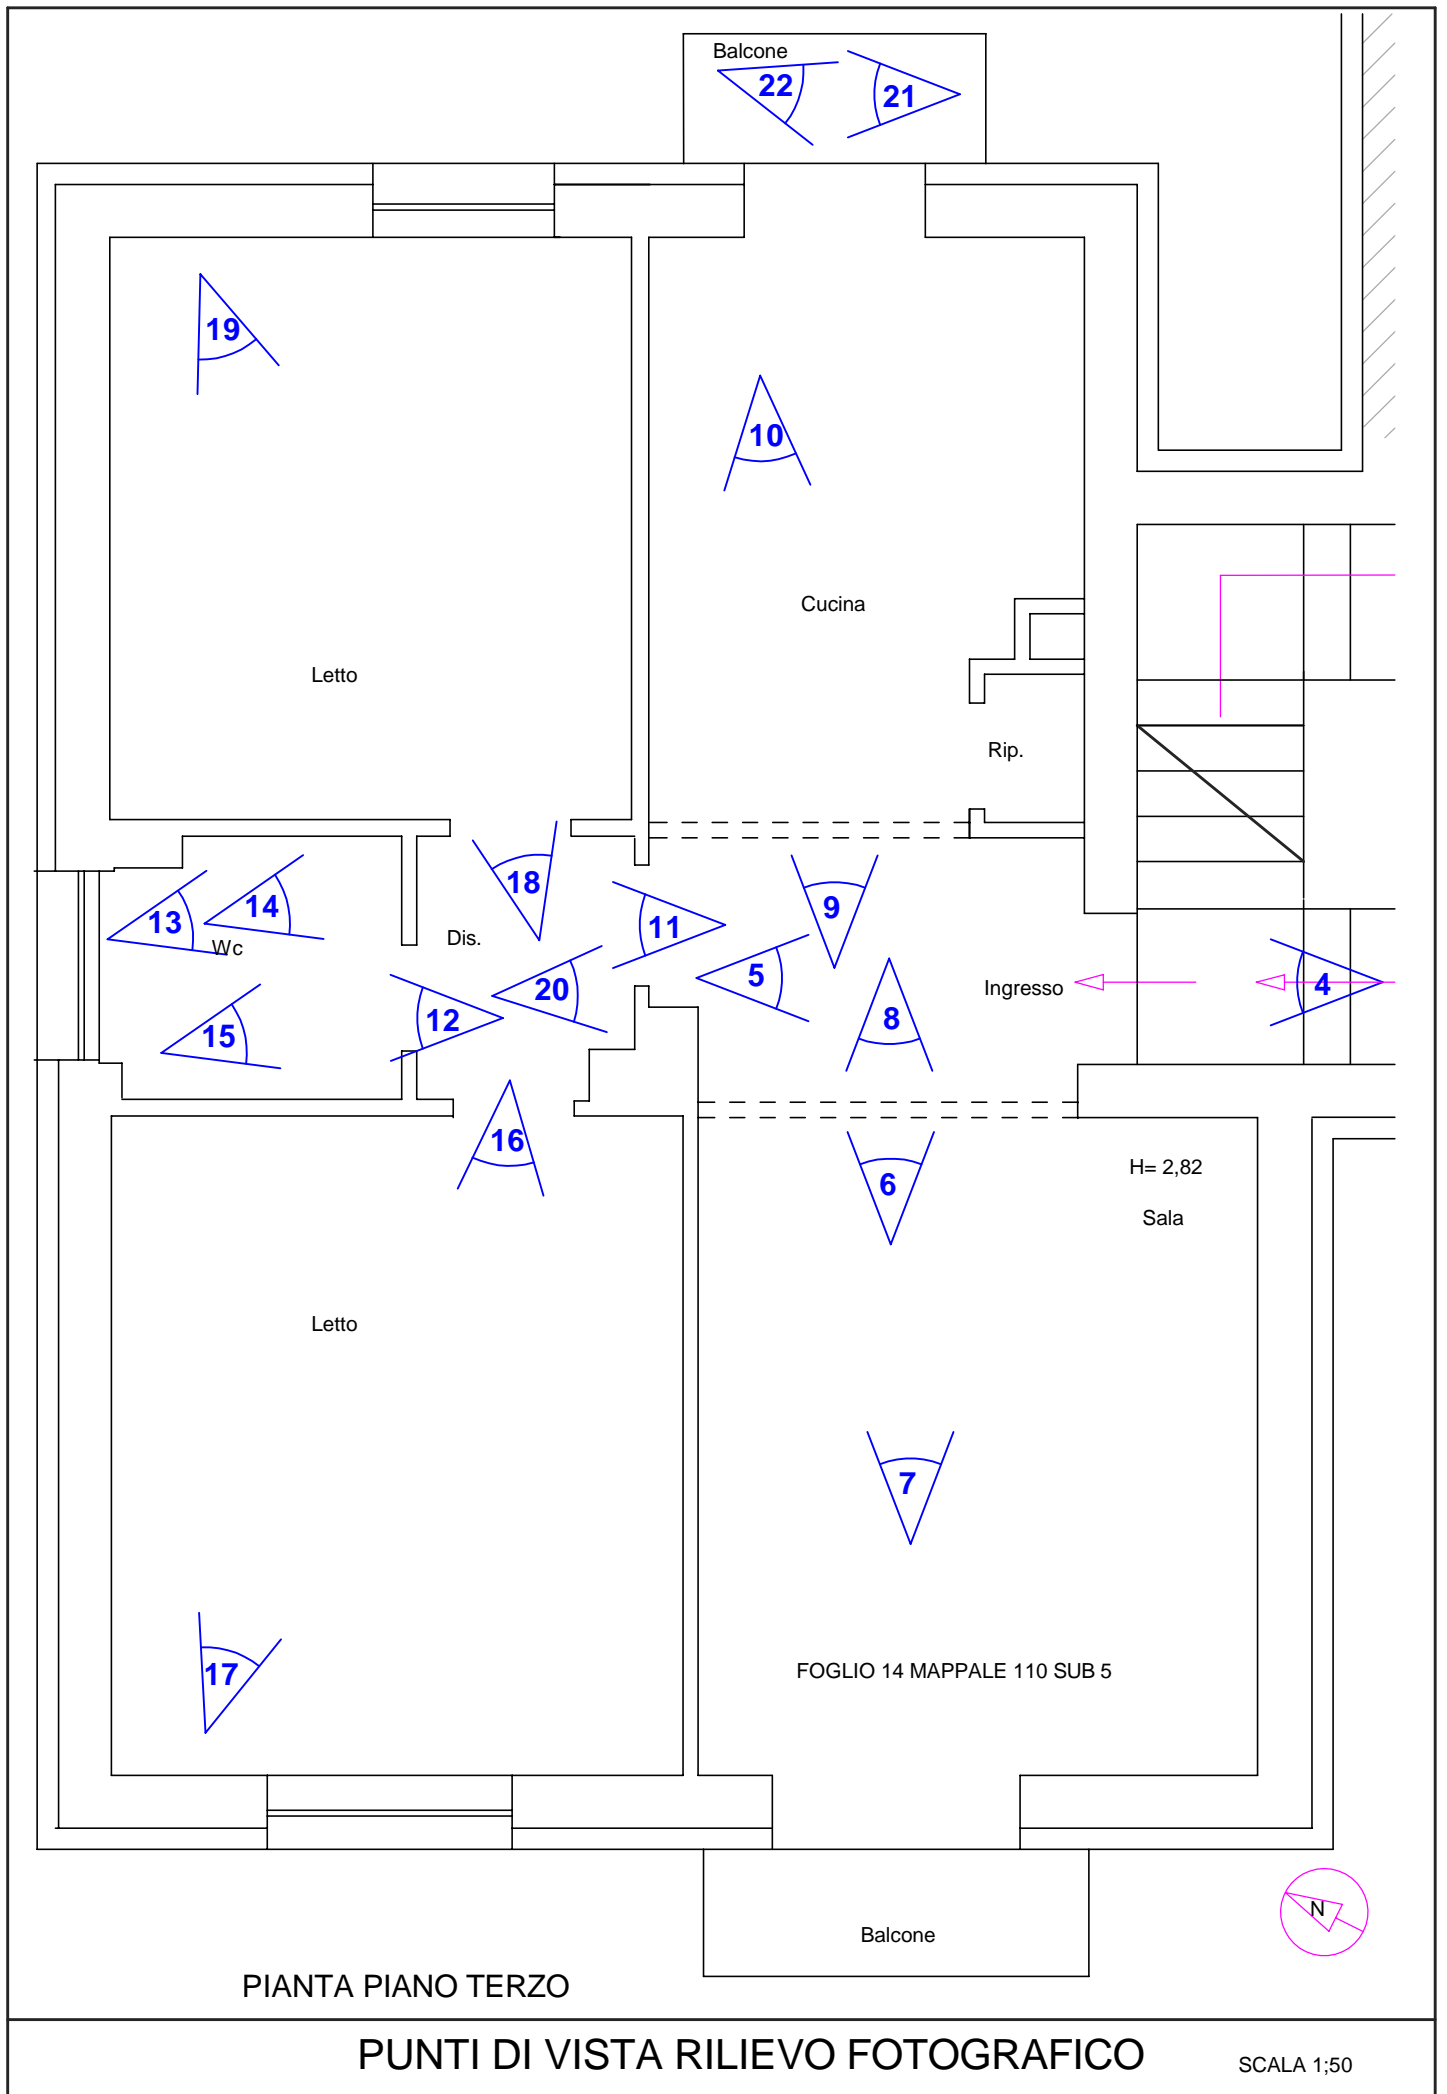 Balcone
22
21
19
10
Cucina
Letto
Rip.
18
14
13
9
11
Wc
Dis.
5
20
Ingresso
4
12
8
15
16
H= 2,82
6
Sala
Letto
7
17
FOGLIO 14 MAPPALE 110 SUB 5
N
Balcone
PIANTA PIANO TERZO
PUNTI DI VISTA RILIEVO FOTOGRAFICO
SCALA 1;50